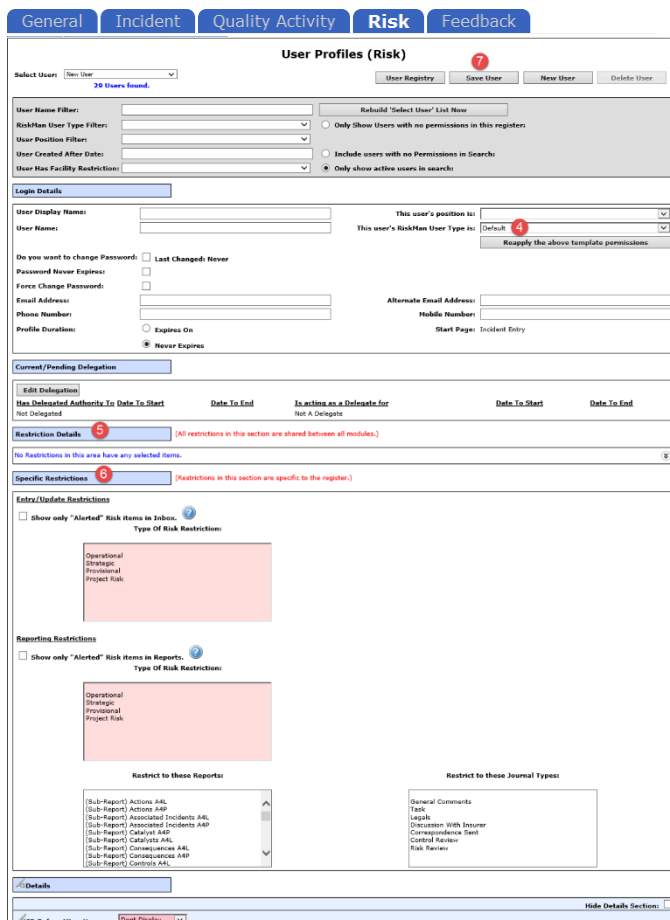 General Incident Quality Activity Risk Feedback
User Profiles (Risk)
7
Select User: New User
29 Users found.
User Registry Save User New User Delete User
User Name Filter: Rebuild 'Select User' List Now
RiskMan User Type Filter: Only Show Users with no permissions in this register:
User Position Filter:
User Created After Date: Include users with no Permissions in Search:
User Has Facility Restriction: Only show active users in search:
Login Details
User Display Name: This user's position is:
User Name: This user's RiskMan User Type is: Default 4
Reapply the above template permissions
Do you want to change Password: Last Changed: Never
Password Never Expires:
Force Change Password:
Email Address: Alternate Email Address:
Phone Number: Mobile Number:
Profile Duration: Expires On Start Page: Incident Entry
Never Expires
Current/Pending Delegation
Edit Delegation
Has Delegated Authority To Date To Start Date To End Is acting as a Delegate for Date To Start Date To End
Not Delegated Not A Delegate
Restriction Details 5 (All restrictions in this section are shared between all modules.)
No Restrictions in this area have any selected items.
Specific Restrictions 6 (Restrictions in this section are specific to the register.)
Entry/Update Restrictions
Show only "Alerted" Risk items in Inbox. ?
Type Of Risk Restriction:
Operational
Strategic
Provisional
Project Risk
Reporting Restrictions
Show only "Alerted" Risk items in Reports. ?
Type Of Risk Restriction:
Operational
Strategic
Provisional
Project Risk
Restrict to these Reports: Restrict to these Journal Types:
(Sub-Report) Actions A4L General Comments
(Sub-Report) Actions A4P Task
(Sub-Report) Associated Incidents A4L Legals
(Sub-Report) Associated Incidents A4P Discussion With Insurer
(Sub-Report) Catalyst A4P Correspondence Sent
(Sub-Report) Catalysts A4L Control Review
(Sub-Report) Consequences A4L Risk Review
(Sub-Report) Consequences A4P
(Sub-Report) Controls A4L
Details
Hide Details Section: